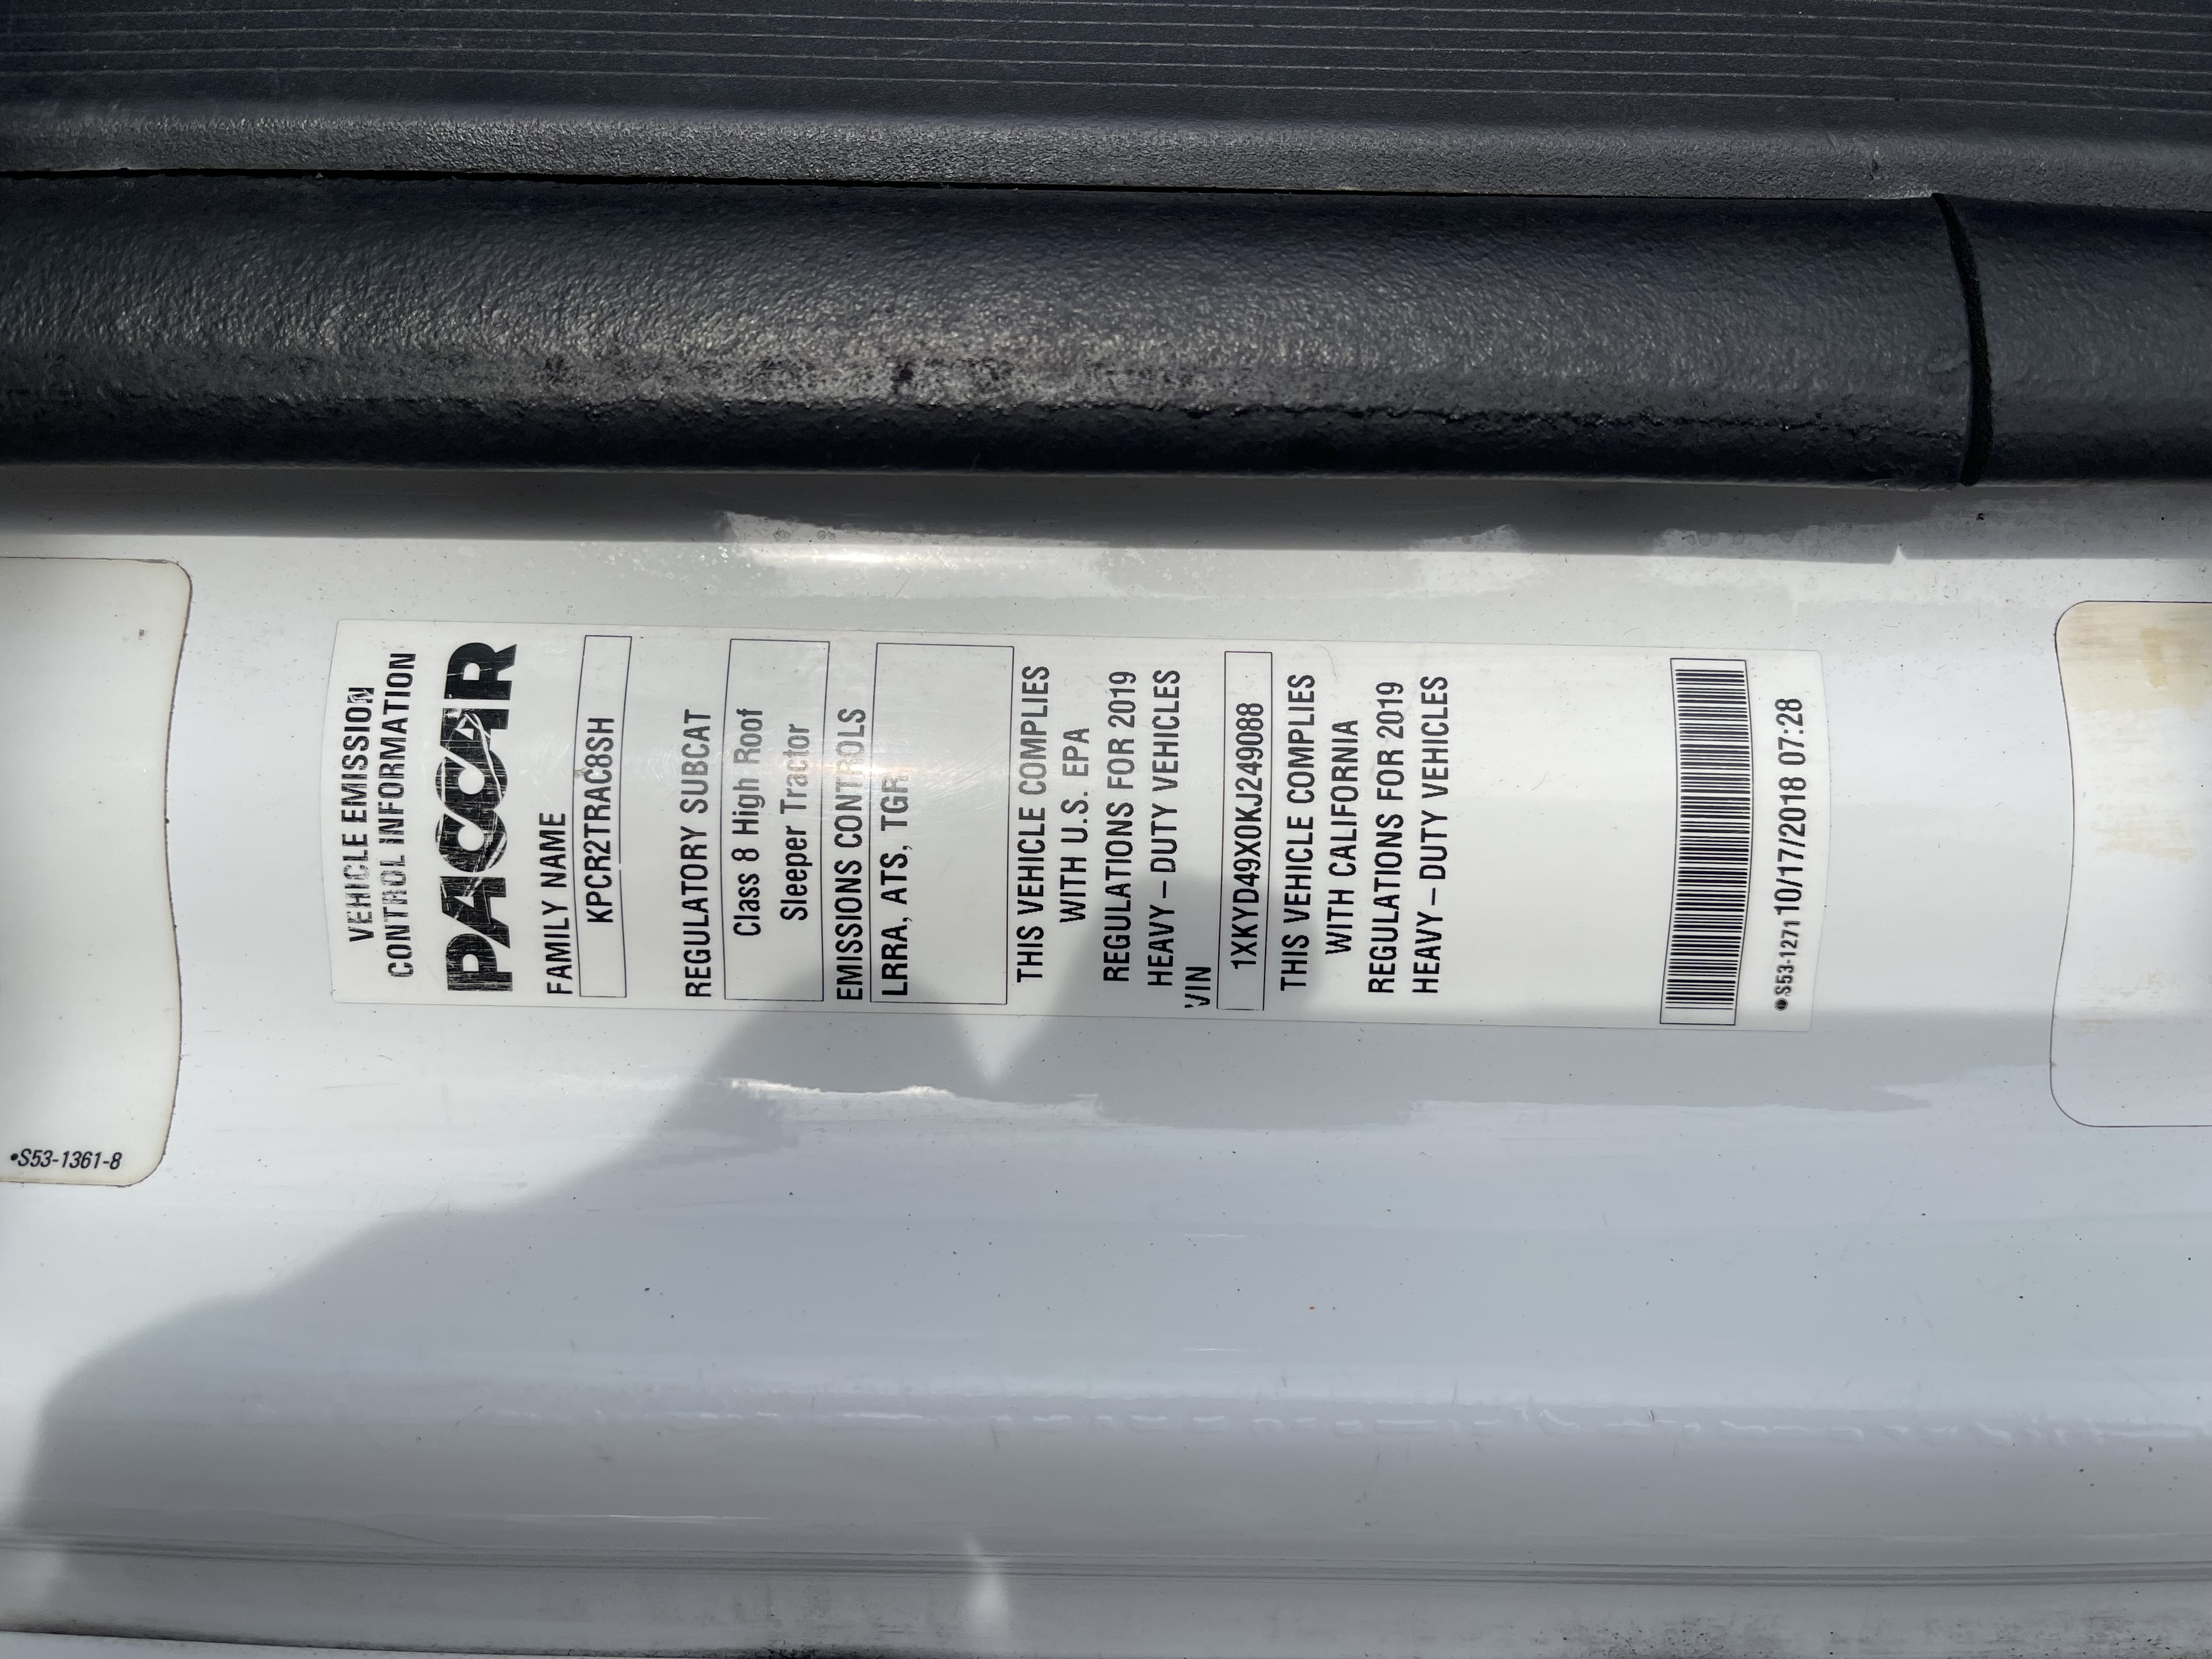 VEHICLE EMISSION
CONTROL INFORMATION
PACCAR
FAMILY NAME
KPCR2TRAC8SH
REGULATORY SUBCAT
Class 8 High Roof
Sleeper Tractor
EMISSIONS CONTROLS
LRRA, ATS, TGR
THIS VEHICLE COMPLIES
WITH U.S. EPA
REGULATIONS FOR 2019
HEAVY – DUTY VEHICLES
VIN
1XKYD49X0KJ249088
THIS VEHICLE COMPLIES
WITH CALIFORNIA
REGULATIONS FOR 2019
HEAVY – DUTY VEHICLES
•S53-1271 10/17/2018 07:28
•S53-1361-8